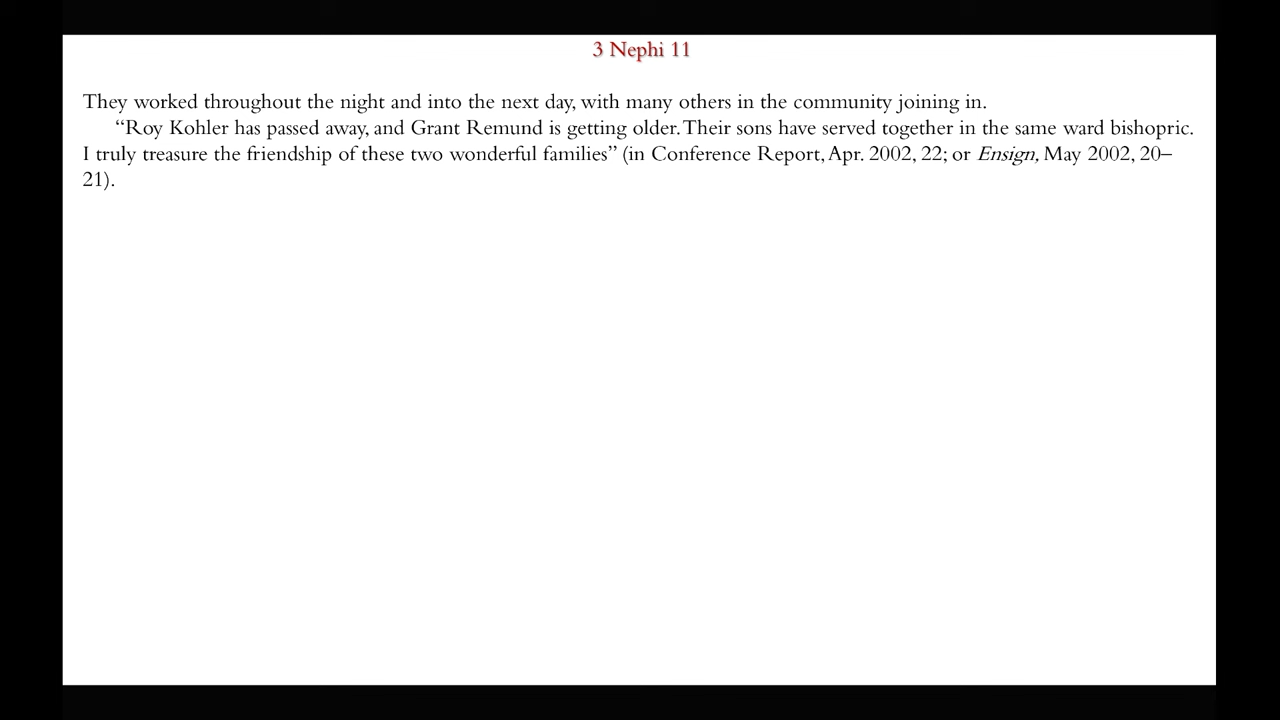 3 Nephi 11
They worked throughout the night and into the next day, with many others in the community joining in.
“Roy Kohler has passed away, and Grant Remund is getting older. Their sons have served together in the same ward bishopric.
I truly treasure the friendship of these two wonderful families” (in Conference Report, Apr. 2002, 22; or Ensign, May 2002, 20–
21).